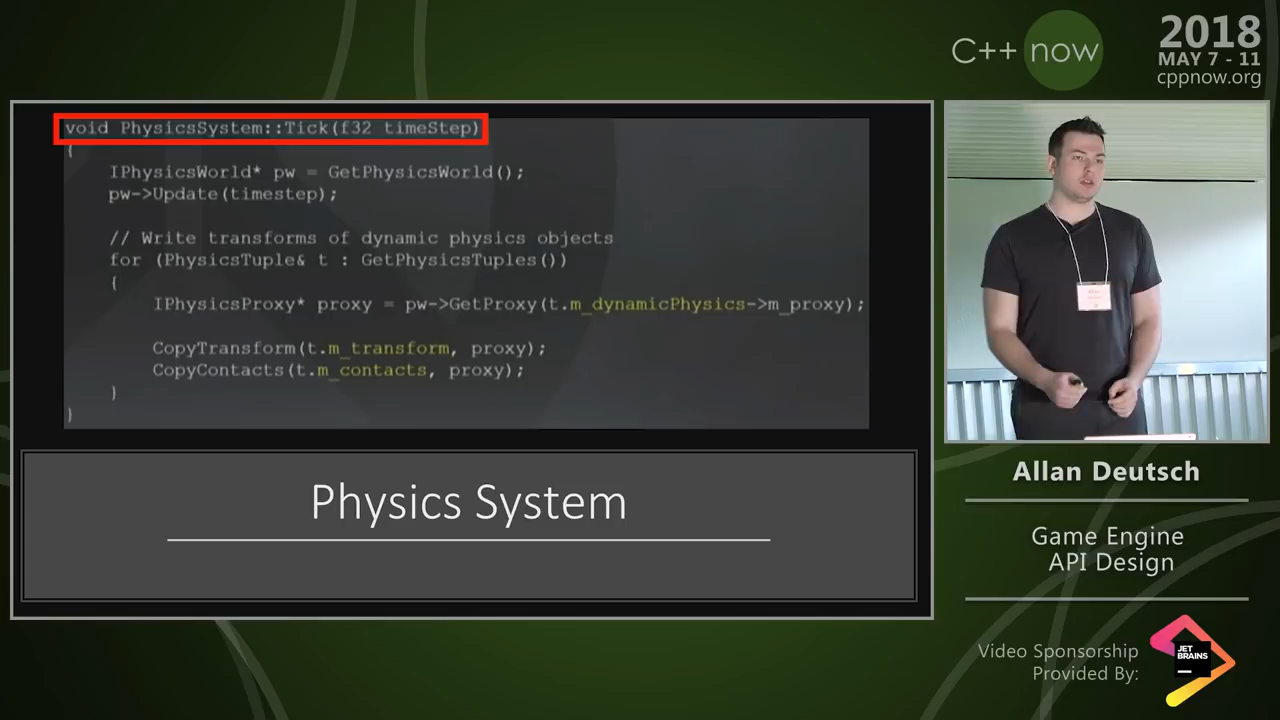 C++ now
2018
MAY 7 - 11
cppnow.org
void PhysicsSystem::Tick(f32 timeStep)
{
    IPhysicsWorld* pw = GetPhysicsWorld();
    pw->Update(timestep);

    // Write transforms of dynamic physics objects
    for (PhysicsTuple& t : GetPhysicsTuples())
    {
        IPhysicsProxy* proxy = pw->GetProxy(t.m_dynamicPhysics->m_proxy);

        CopyTransform(t.m_transform, proxy);
        CopyContacts(t.m_contacts, proxy);
    }
}
Physics System
Allan Deutsch
Game Engine
API Design
Video Sponsorship
Provided By:
JET
BRAINS